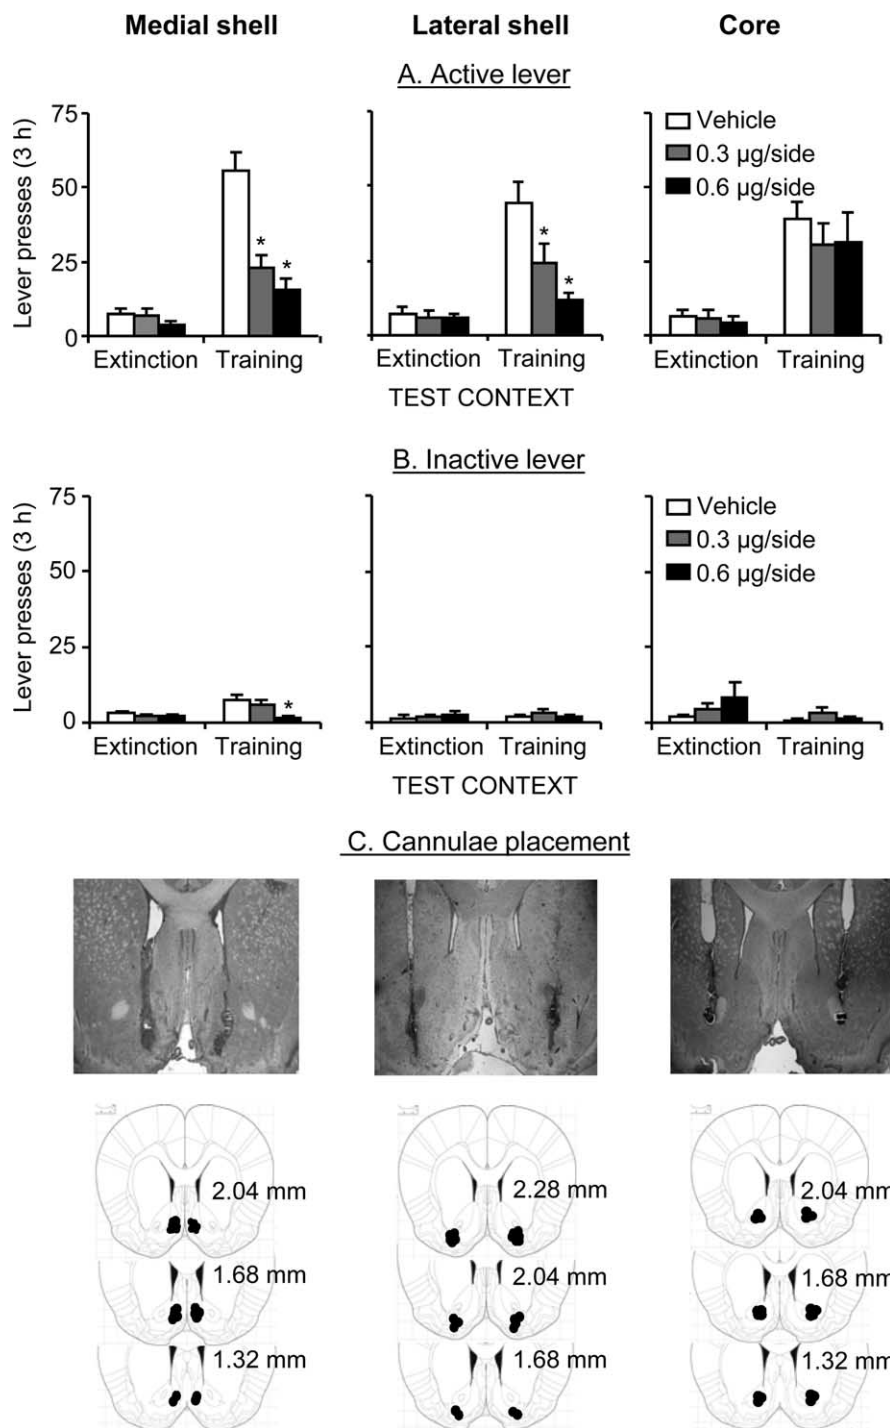 Medial shell Lateral shell Core
A. Active lever
Lever presses (3 h)
75
50
25
0
*
*
*
*
Vehicle
0.3 µg/side
0.6 µg/side
Extinction Training Extinction Training Extinction Training
TEST CONTEXT
B. Inactive lever
Lever presses (3 h)
75
50
25
0
*
Vehicle
0.3 µg/side
0.6 µg/side
Extinction Training Extinction Training Extinction Training
TEST CONTEXT
C. Cannulae placement
2.04 mm 2.28 mm 2.04 mm
1.68 mm 2.04 mm 1.68 mm
1.32 mm 1.68 mm 1.32 mm